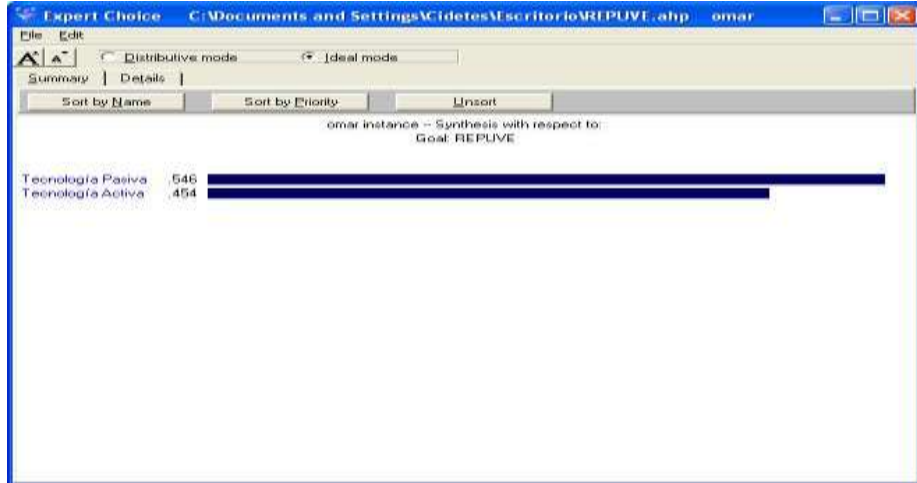 Expert Choice C:\Documents and Settings\Cidetes\Escritorio\REPUVE.ahp omar
File Edit
A^ A˜ Distributive mode Ideal mode
Summary Details
Sort by Name Sort by Priority Unsort
omar instance -- Synthesis with respect to:
Goal: REPUVE
Tecnología Pasiva .546
Tecnología Activa .454